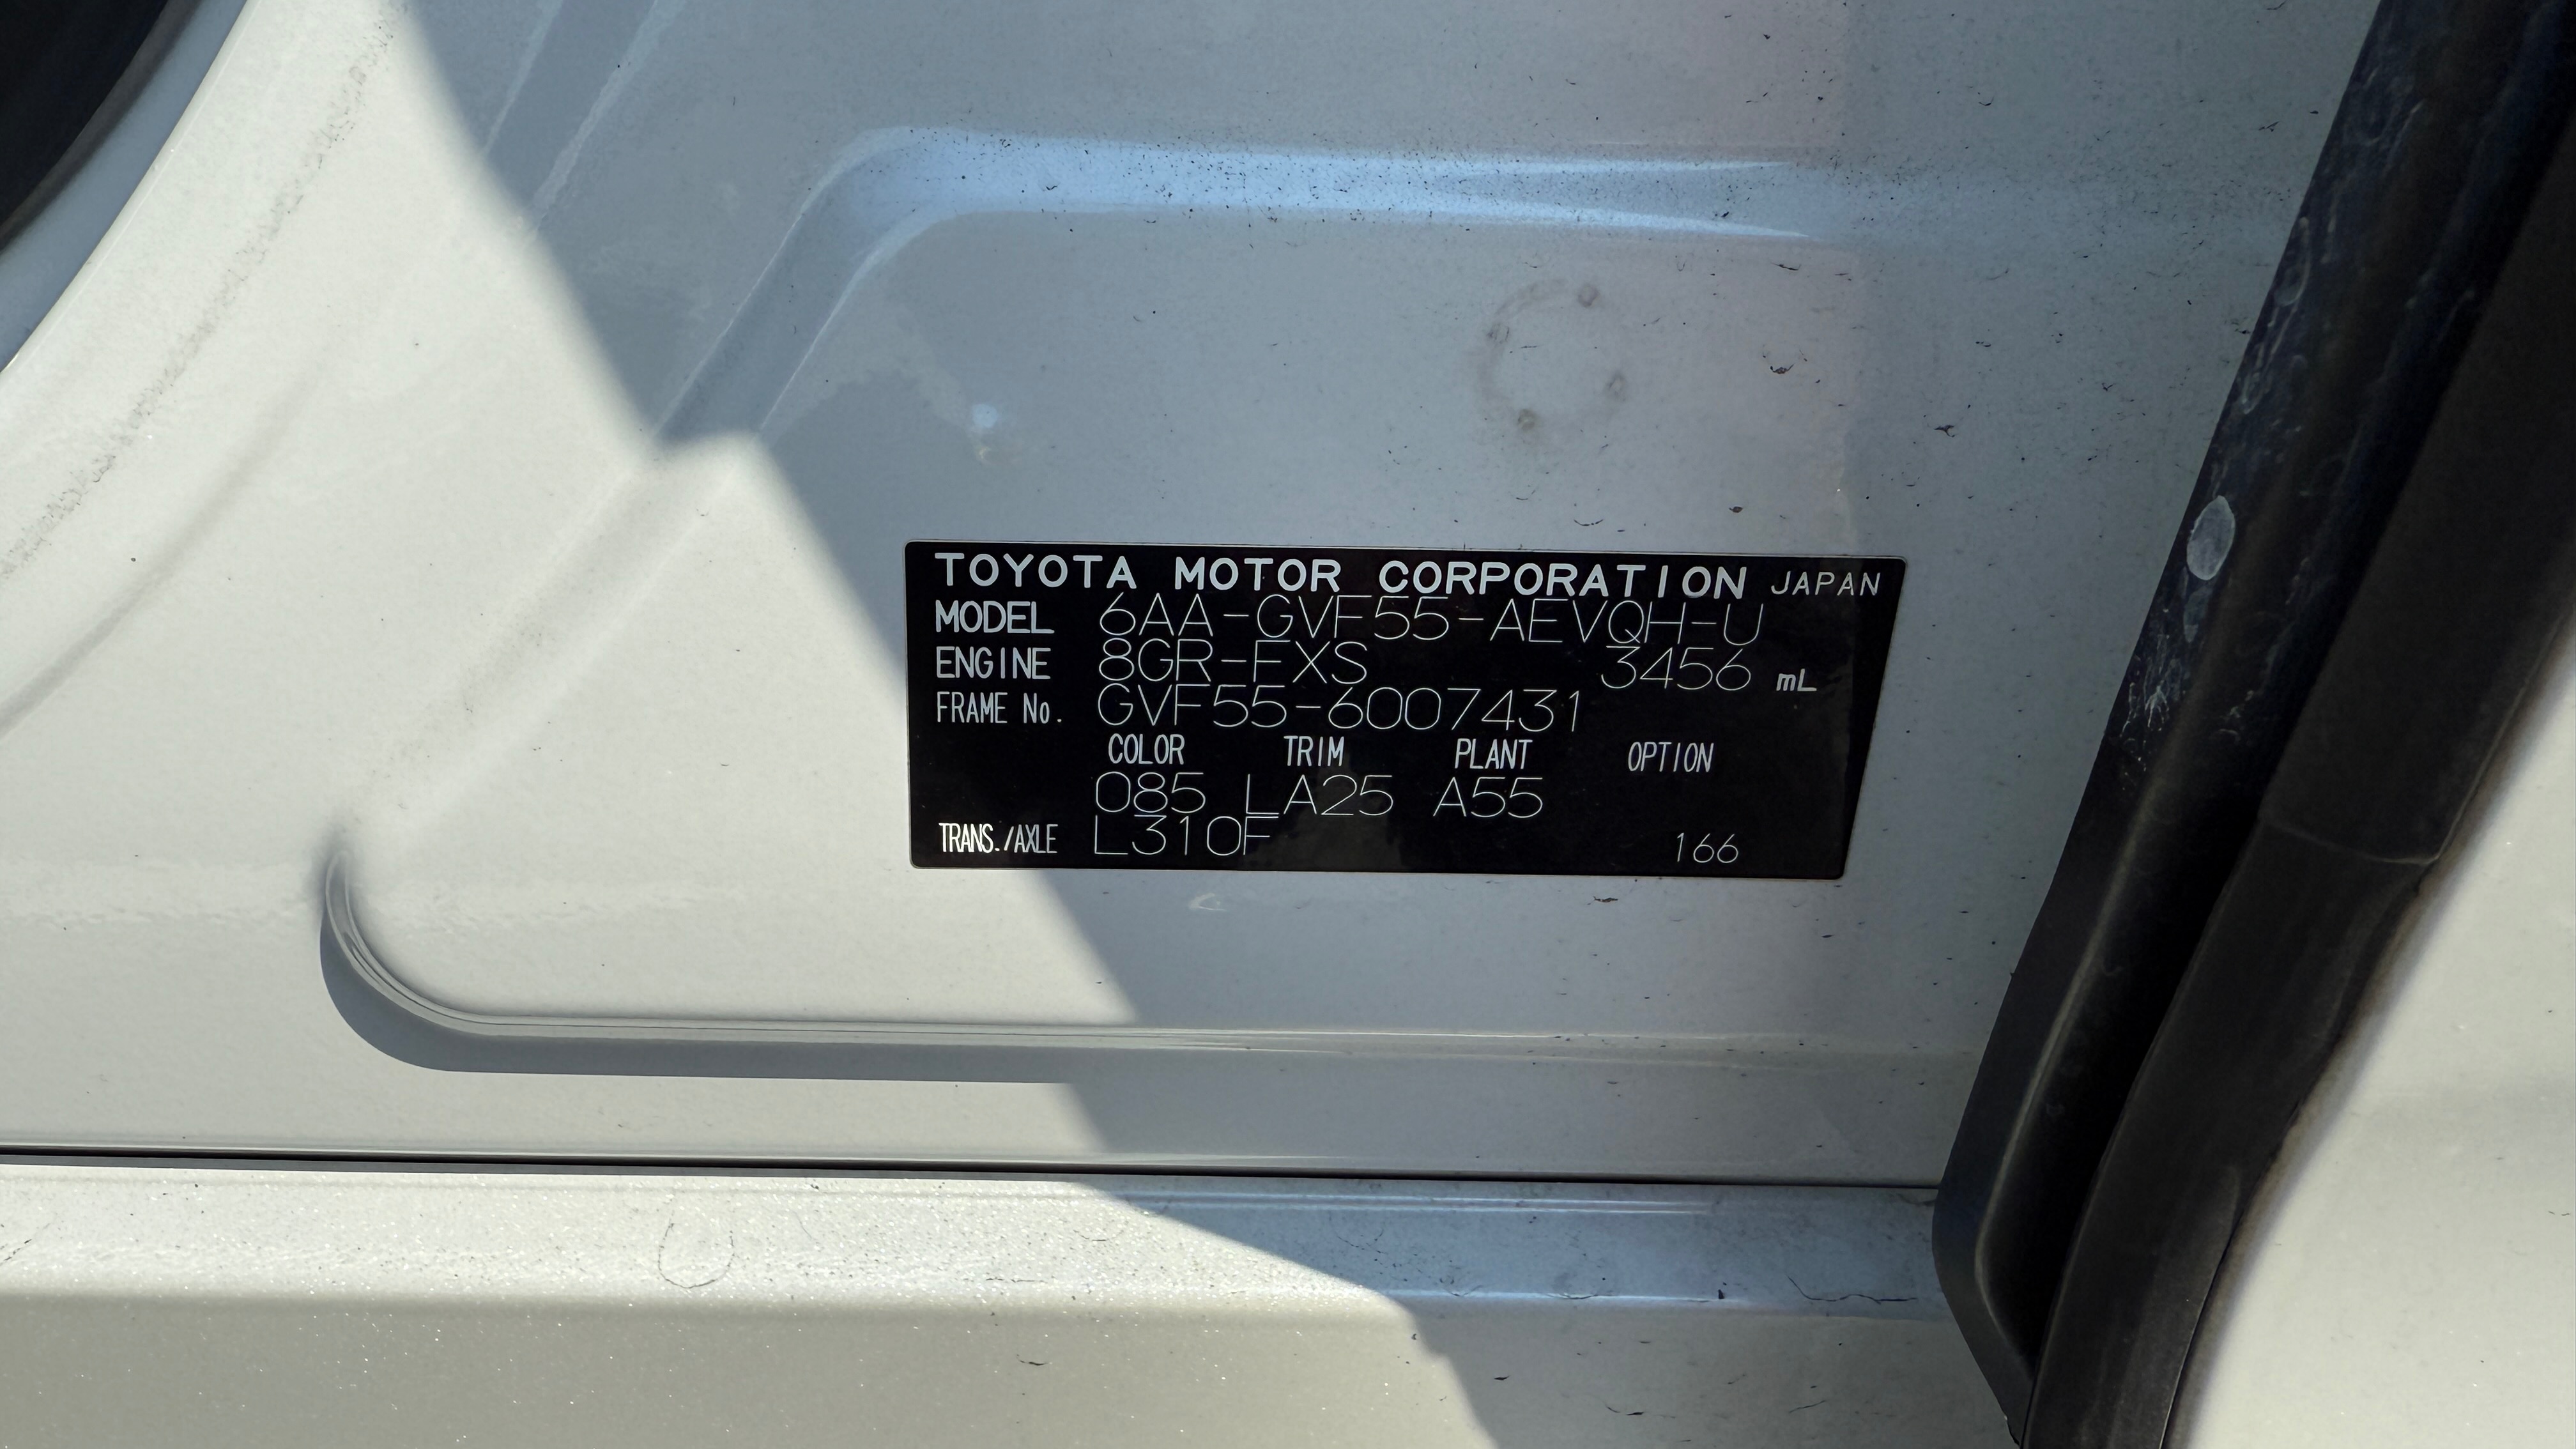 TOYOTA MOTOR CORPORATION JAPAN
MODEL 6AA-GVF55-AEVQH-U
ENGINE 8GR-FXS 3456 mL
FRAME No. GVF55-6007431
COLOR TRIM PLANT OPTION
085 LA25 A55
TRANS./AXLE L310F 166